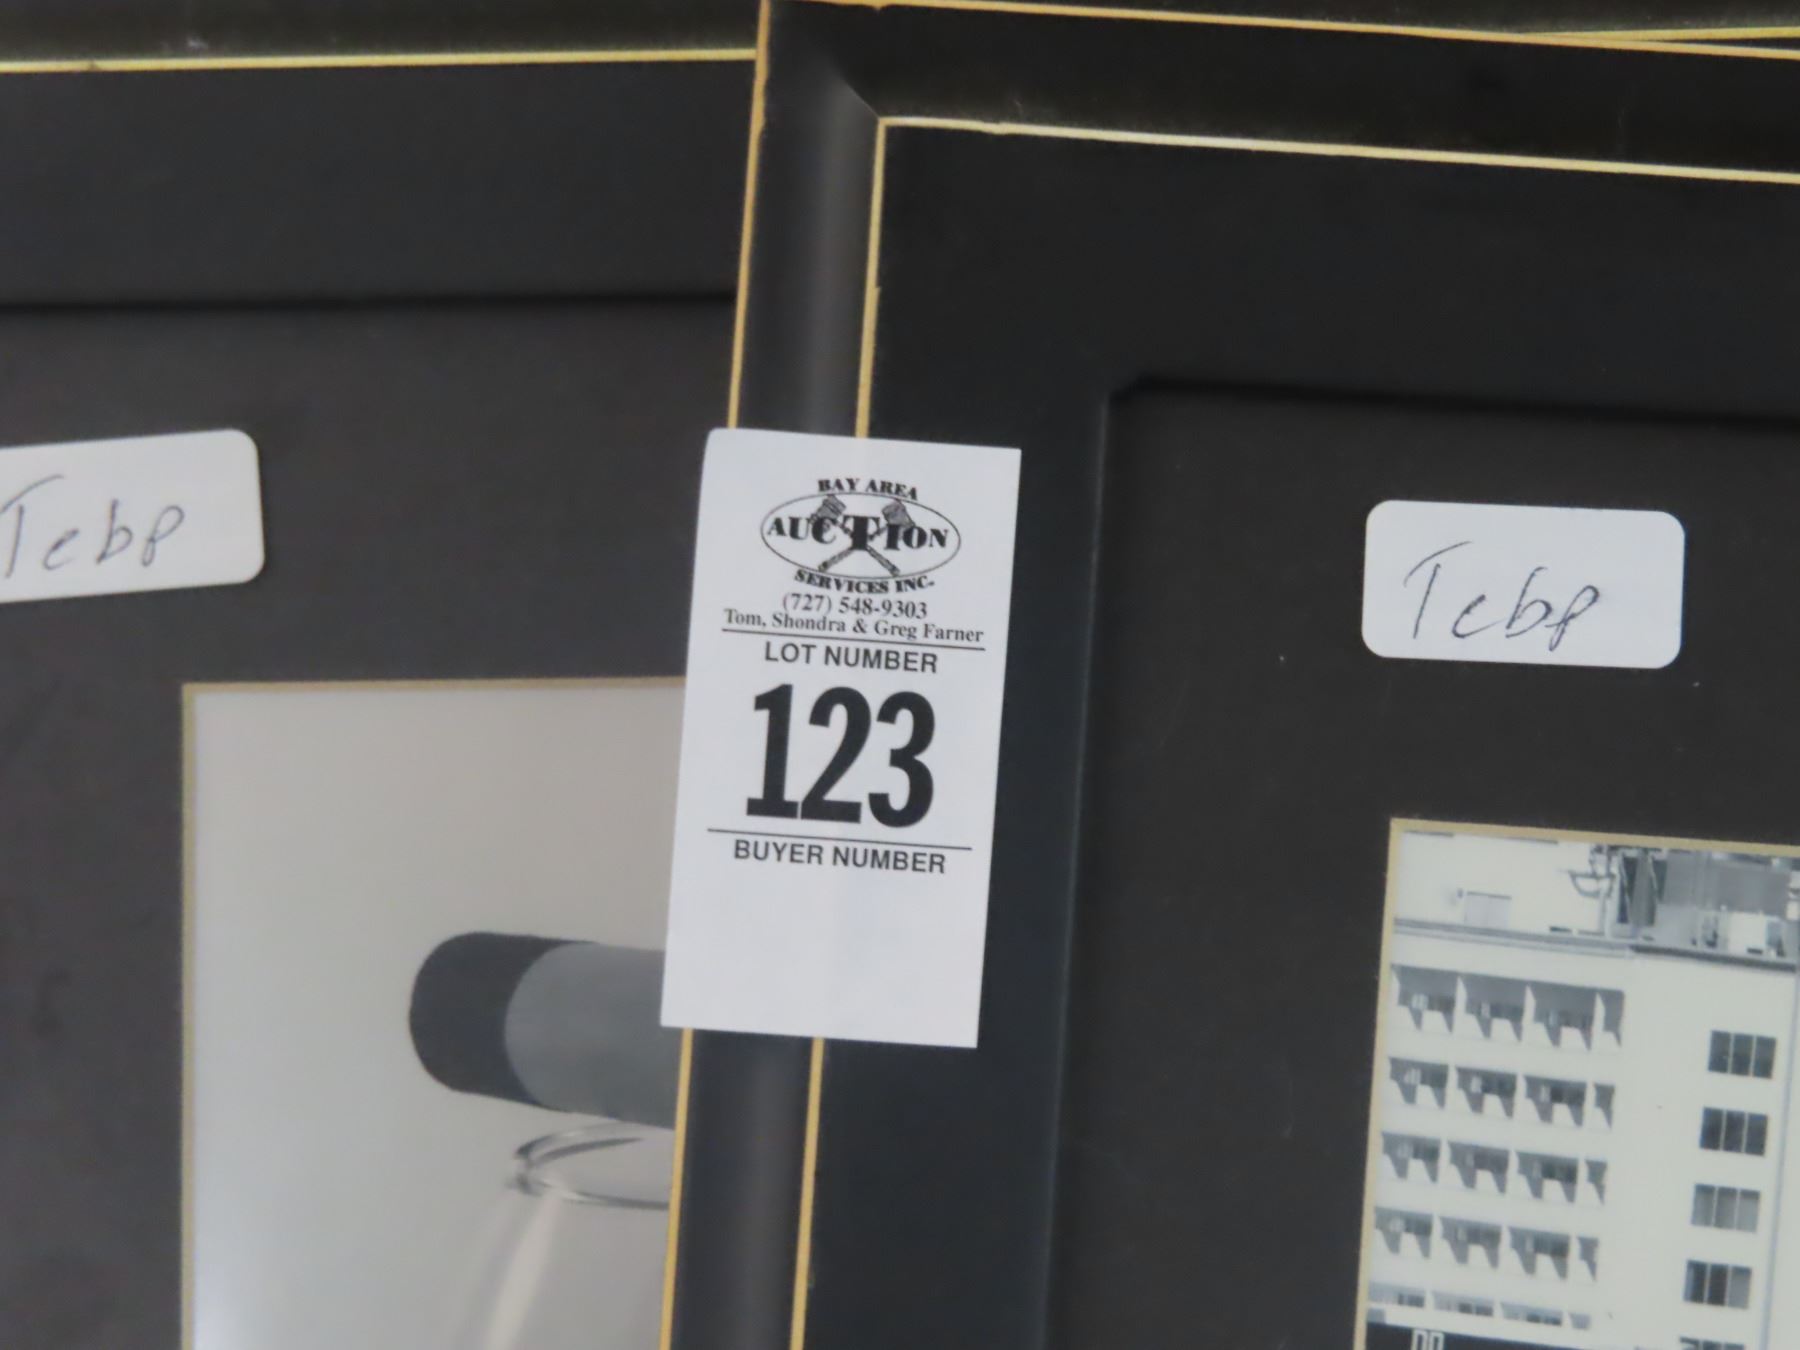 Tcbp
BAY AREA
AUCTION
SERVICES INC.
(727) 548-9303
Tom, Shondra & Greg Farner
LOT NUMBER
123
BUYER NUMBER
Tcbp